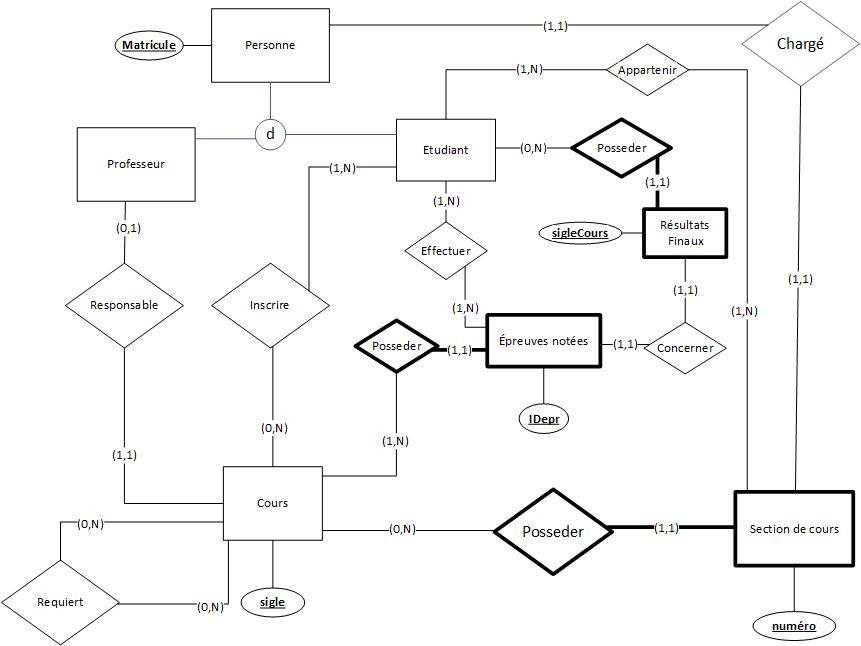 Matricule
Personne
(1,1)
Chargé
(1,N)
Appartenir
d
Professeur
Etudiant
(0,N)
Posseder
(1,N)
(1,1)
(1,N)
(0,1)
sigleCours
Résultats
Finaux
Effectuer
(1,1)
(1,1)
Responsable
Inscrire
(1,N)
(1,N)
Posseder
(1,1)
Épreuves notées
(1,1)
Concerner
IDepr
(0,N)
(1,N)
(1,1)
Cours
(0,N)
(0,N)
Posseder
(1,1)
Section de cours
Requiert
(0,N)
sigle
numéro